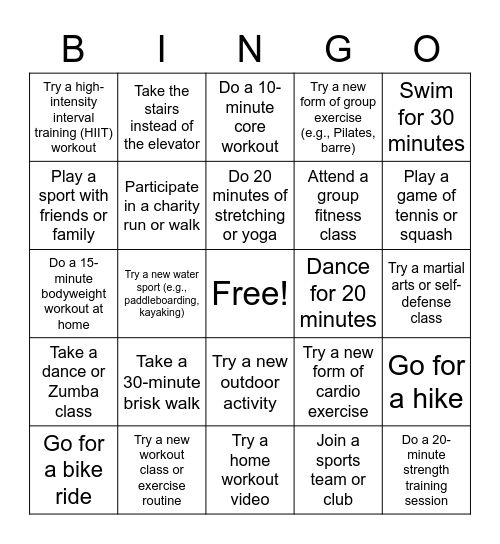 B I N G O
Try a high-
intensity
interval
training (HIIT)
workout
Take the
stairs
instead of
the elevator
Do a 10-
minute
core
workout
Try a new
form of group
exercise
(e.g., Pilates,
barre)
Swim
for 30
minutes
Play a
sport with
friends or
family
Participate
in a charity
run or walk
Do 20
minutes of
stretching
or yoga
Attend a
group
fitness
class
Play a
game of
tennis or
squash
Do a 15-
minute
bodyweight
workout at
home
Try a new water
sport (e.g.,
paddleboarding,
kayaking)
Free!
Dance
for 20
minutes
Try a martial
arts or self-
defense
class
Take a
dance or
Zumba
class
Take a
30-minute
brisk walk
Try a new
outdoor
activity
Try a new
form of
cardio
exercise
Go for
a hike
Go for
a bike
ride
Try a new
workout
class or
exercise
routine
Try a
home
workout
video
Join a
sports
team or
club
Do a 20-
minute
strength
training
session